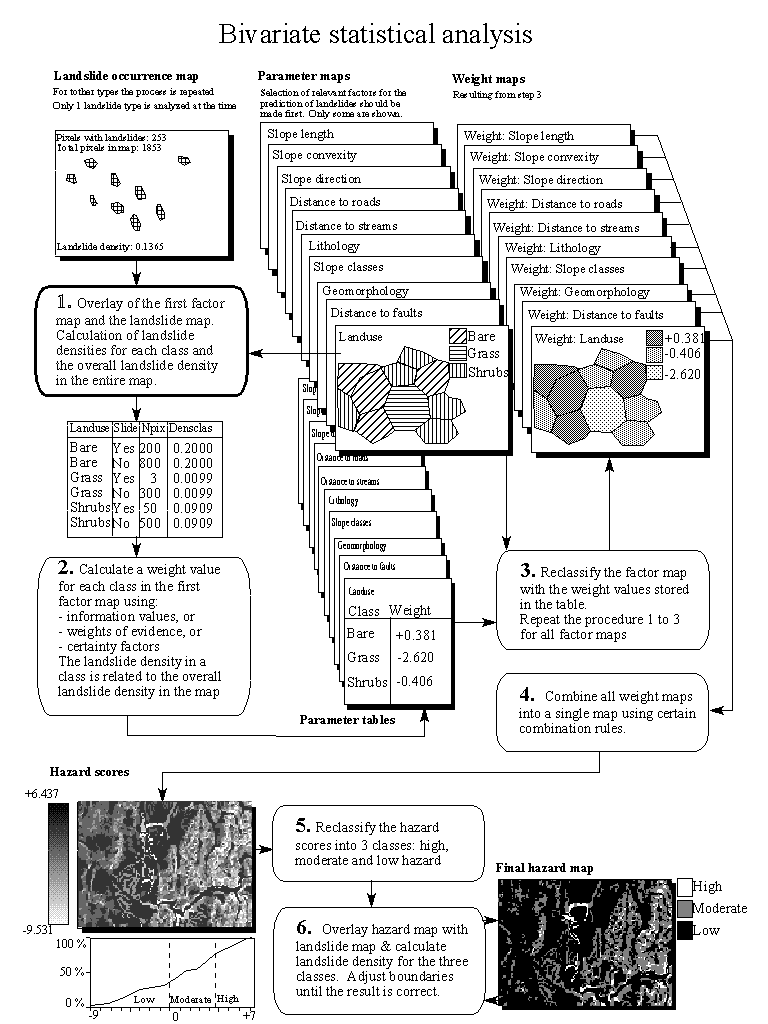 Bivariate statistical analysis
Landslide occurrence map
For tother types the process is repeated
Only 1 landslide type is analyzed at the time
Pixels with landslides: 253
Total pixels in map: 1853
Landslide density: 0.1365
Parameter maps
Selection of relevant factors for the
prediction of landslides should be
made first. Only some are shown.
Slope length
Slope convexity
Slope direction
Distance to roads
Distance to streams
Lithology
Slope classes
Geomorphology
Distance to faults
Landuse
Bare
Grass
Shrubs
Weight maps
Resulting from step 3
Weight: Slope length
Weight: Slope convexity
Weight: Slope direction
Weight: Distance to roads
Weight: Distance to streams
Weight: Lithology
Weight: Slope classes
Weight: Geomorphology
Weight: Distance to faults
Weight: Landuse
+0.381
-0.406
-2.620
1. Overlay of the first factor
map and the landslide map.
Calculation of landslide
densities for each class and
the overall landslide density
in the entire map.
Landuse Slide Npix Densclas
Bare Yes 200 0.2000
Bare No 800 0.2000
Grass Yes 3 0.0099
Grass No 300 0.0099
Shrubs Yes 50 0.0909
Shrubs No 500 0.0909
2. Calculate a weight value
for each class in the first
factor map using:
- information values, or
- weights of evidence, or
- certainty factors
The landslide density in a
class is related to the overall
landslide density in the map
Slop
Slope
Slope d
Distance to roads
Distance to streams
Lithology
Slope classes
Geomorphology
Distance to faults
Landuse
Class Weight
Bare +0.381
Grass -2.620
Shrubs -0.406
Parameter tables
3. Reclassify the factor map
with the weight values stored
in the table.
Repeat the procedure 1 to 3
for all factor maps
4. Combine all weight maps
into a single map using certain
combination rules.
Hazard scores
+6.437
-9.531
100 %
50 %
0 %
Low Moderate High
-9 0 +7
5. Reclassify the hazard
scores into 3 classes: high,
moderate and low hazard
6. Overlay hazard map with
landslide map & calculate
landslide density for the three
classes. Adjust boundaries
until the result is correct.
Final hazard map
High
Moderate
Low